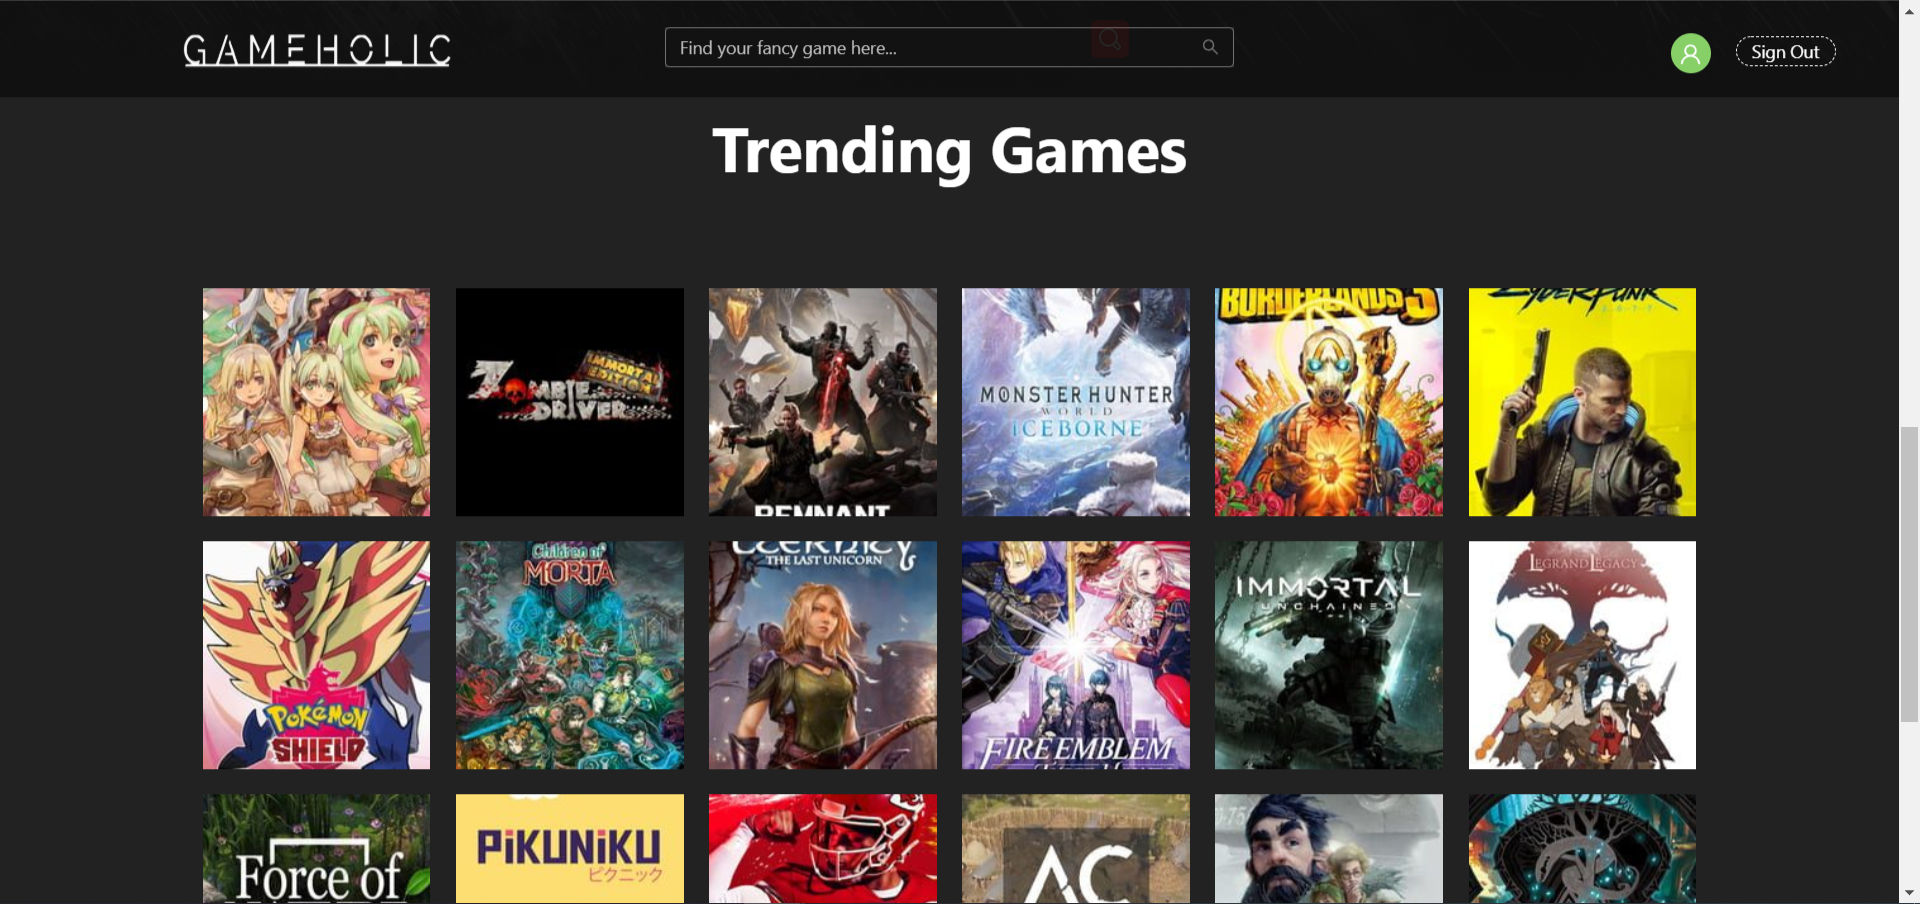 GAMEHOLIC
Find your fancy game here...
Sign Out
Trending Games
ZOMBIE DRIVER
IMMORTAL EDITION
REMNANT
MONSTER HUNTER
WORLD
ICEBORNE
BORDERLANDS 3
CYBERPUNK
2077
POKéMON
SHIELD
Children of
MORTA
THE LAST UNICORN
FIRE EMBLEM
IMMORTAL
UNCHAINED
LEGRAND LEGACY
Force of
PiKUNiKU
ピクニック
AC